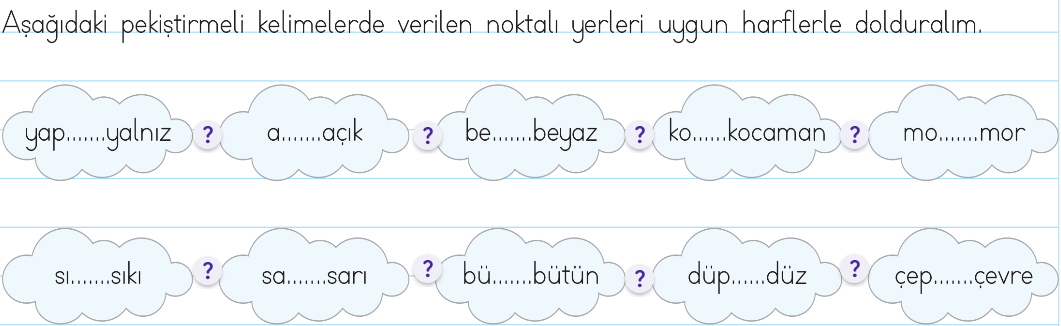 Aşağıdaki pekiştirmeli kelimelerde verilen noktalı yerleri uygun harflerle dolduralım.
yap.......yalnız ? a.......açık ? be.......beyaz ? ko......kocaman ? mo.......mor
sı.......sıkı ? sa.......sarı ? bü.......bütün ? düp......düz ? çep.......çevre